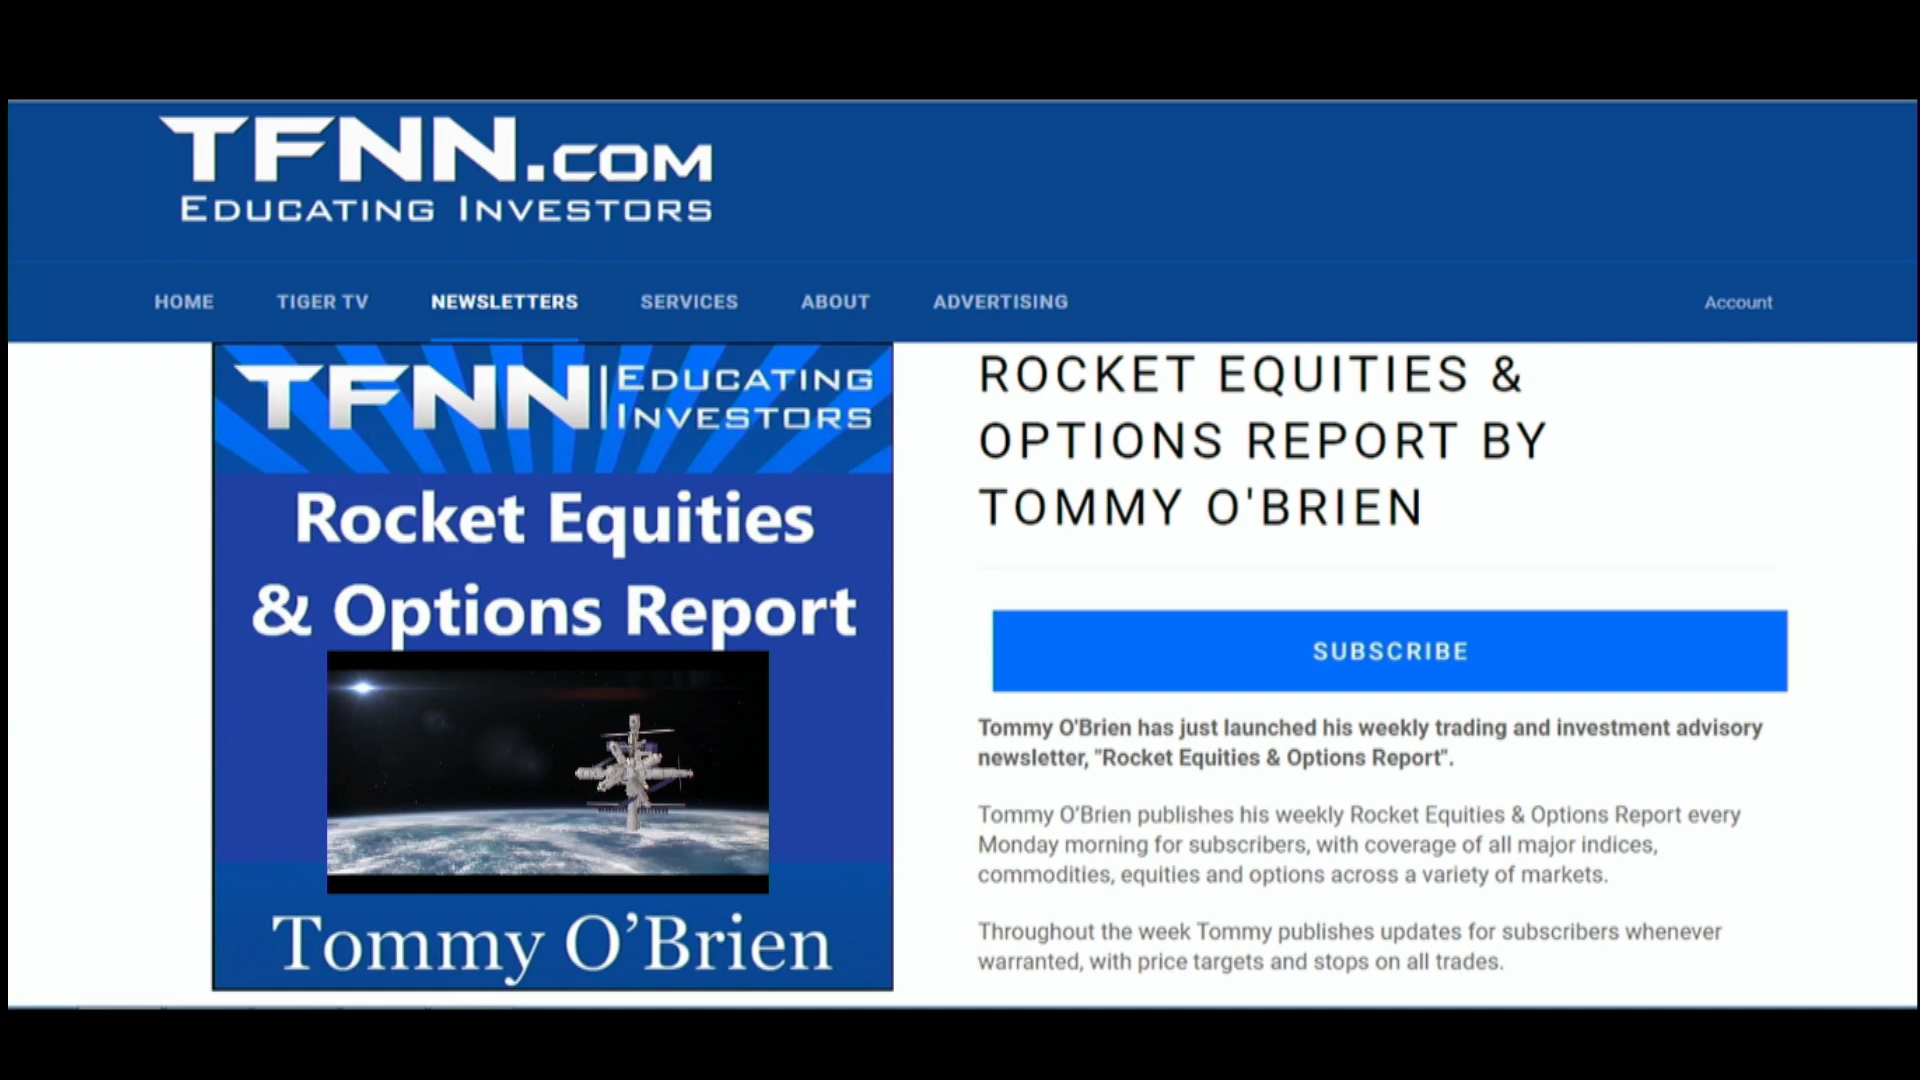 TFNN.COM
EDUCATING INVESTORS
HOME TIGER TV NEWSLETTERS SERVICES ABOUT ADVERTISING Account
TFNN EDUCATING
INVESTORS
Rocket Equities
& Options Report
Tommy O’Brien
ROCKET EQUITIES &
OPTIONS REPORT BY
TOMMY O'BRIEN
SUBSCRIBE
Tommy O'Brien has just launched his weekly trading and investment advisory
newsletter, "Rocket Equities & Options Report".
Tommy O'Brien publishes his weekly Rocket Equities & Options Report every
Monday morning for subscribers, with coverage of all major indices,
commodities, equities and options across a variety of markets.
Throughout the week Tommy publishes updates for subscribers whenever
warranted, with price targets and stops on all trades.